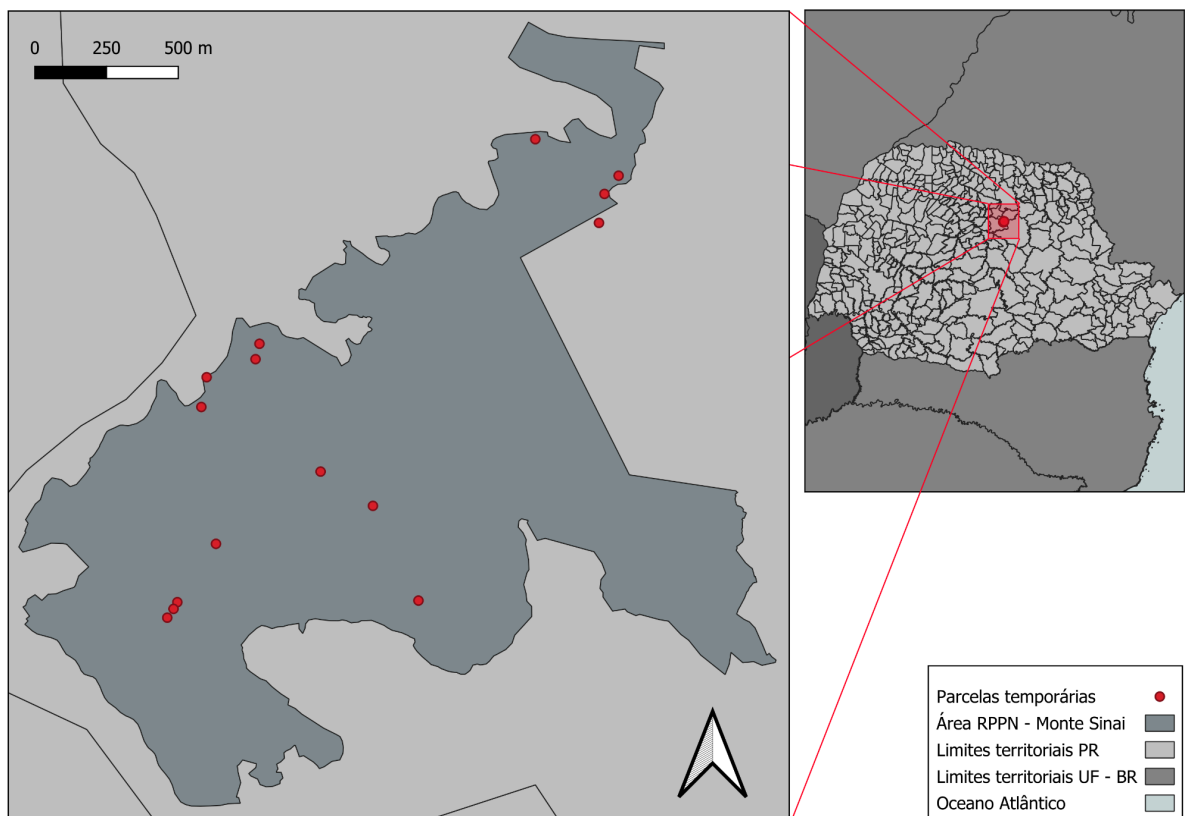 0 250 500 m
Parcelas temporárias
Área RPPN - Monte Sinai
Limites territoriais PR
Limites territoriais UF - BR
Oceano Atlântico